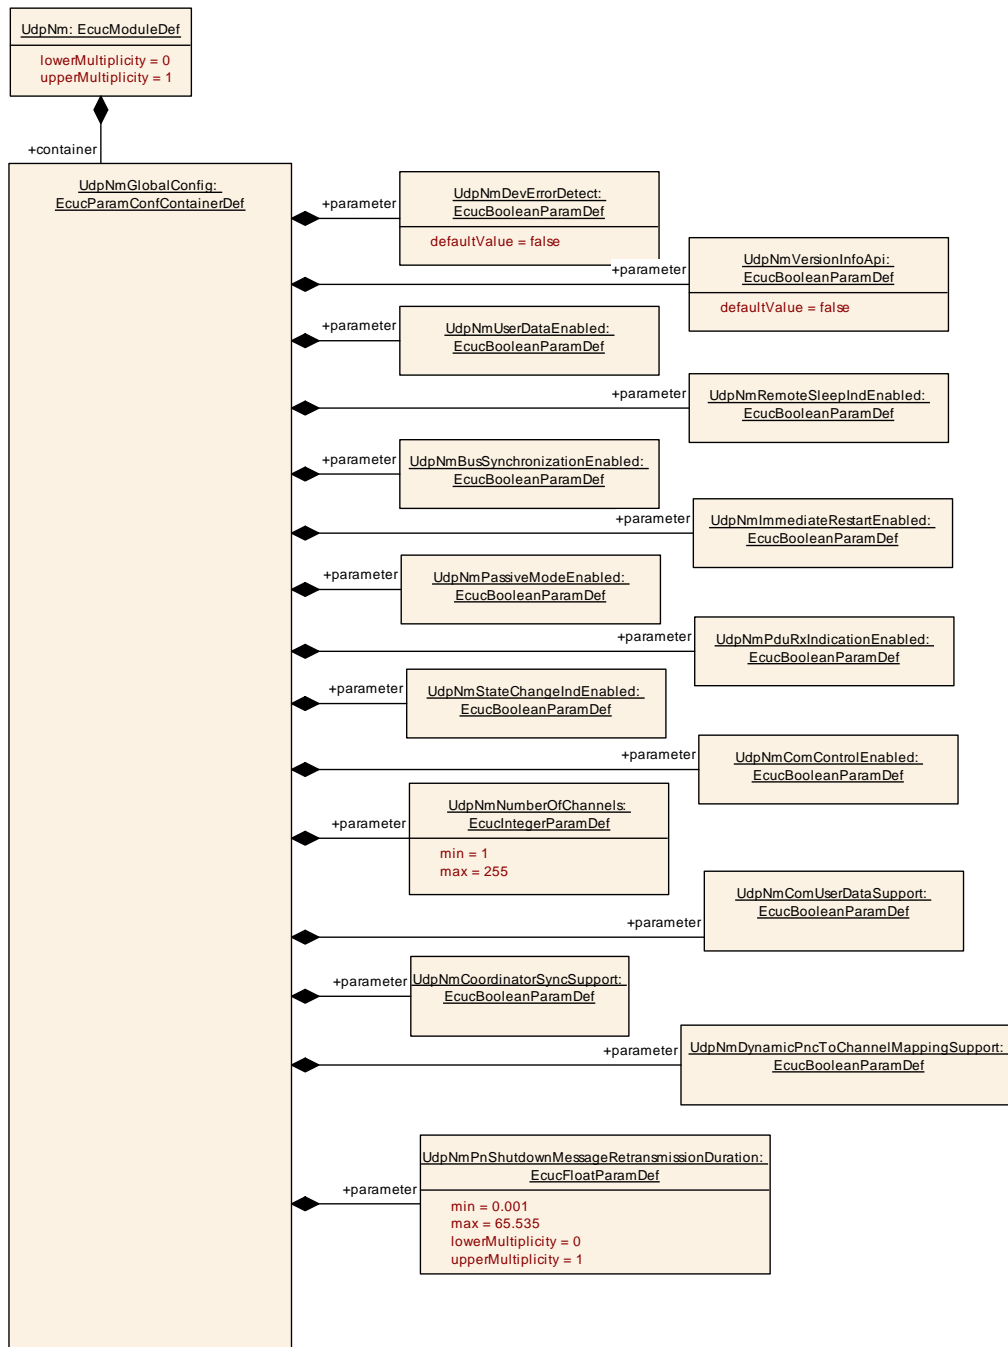 UdpNm: EcucModuleDef
lowerMultiplicity = 0
upperMultiplicity = 1
+container
UdpNmGlobalConfig:
EcucParamConfContainerDef
+parameter
UdpNmDevErrorDetect:
EcucBooleanParamDef
defaultValue = false
+parameter
UdpNmVersionInfoApi:
EcucBooleanParamDef
defaultValue = false
+parameter
UdpNmUserDataEnabled:
EcucBooleanParamDef
+parameter
UdpNmRemoteSleepIndEnabled:
EcucBooleanParamDef
+parameter
UdpNmBusSynchronizationEnabled:
EcucBooleanParamDef
+parameter
UdpNmImmediateRestartEnabled:
EcucBooleanParamDef
+parameter
UdpNmPassiveModeEnabled:
EcucBooleanParamDef
+parameter
UdpNmPduRxIndicationEnabled:
EcucBooleanParamDef
+parameter
UdpNmStateChangeIndEnabled:
EcucBooleanParamDef
+parameter
UdpNmComControlEnabled:
EcucBooleanParamDef
+parameter
UdpNmNumberOfChannels:
EcucIntegerParamDef
min = 1
max = 255
+parameter
UdpNmComUserDataSupport:
EcucBooleanParamDef
+parameter
UdpNmCoordinatorSyncSupport:
EcucBooleanParamDef
+parameter
UdpNmDynamicPncToChannelMappingSupport:
EcucBooleanParamDef
+parameter
UdpNmPnShutdownMessageRetransmissionDuration:
EcucFloatParamDef
min = 0.001
max = 65.535
lowerMultiplicity = 0
upperMultiplicity = 1